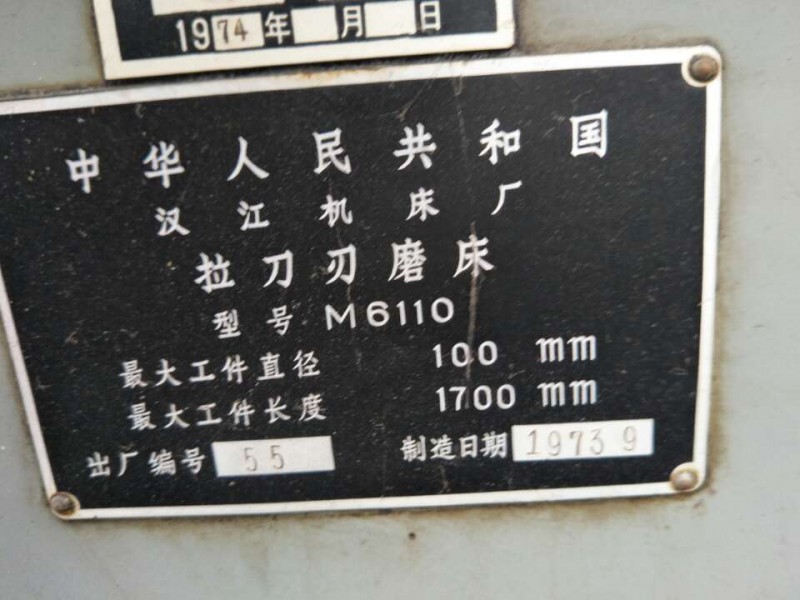 1974年 月 日
中华人民共和国
汉江机床厂
拉刀刃磨床
型号 M6110
最大工件直径 100 mm
最大工件长度 1700 mm
出厂编号 55 制造日期 1973 9